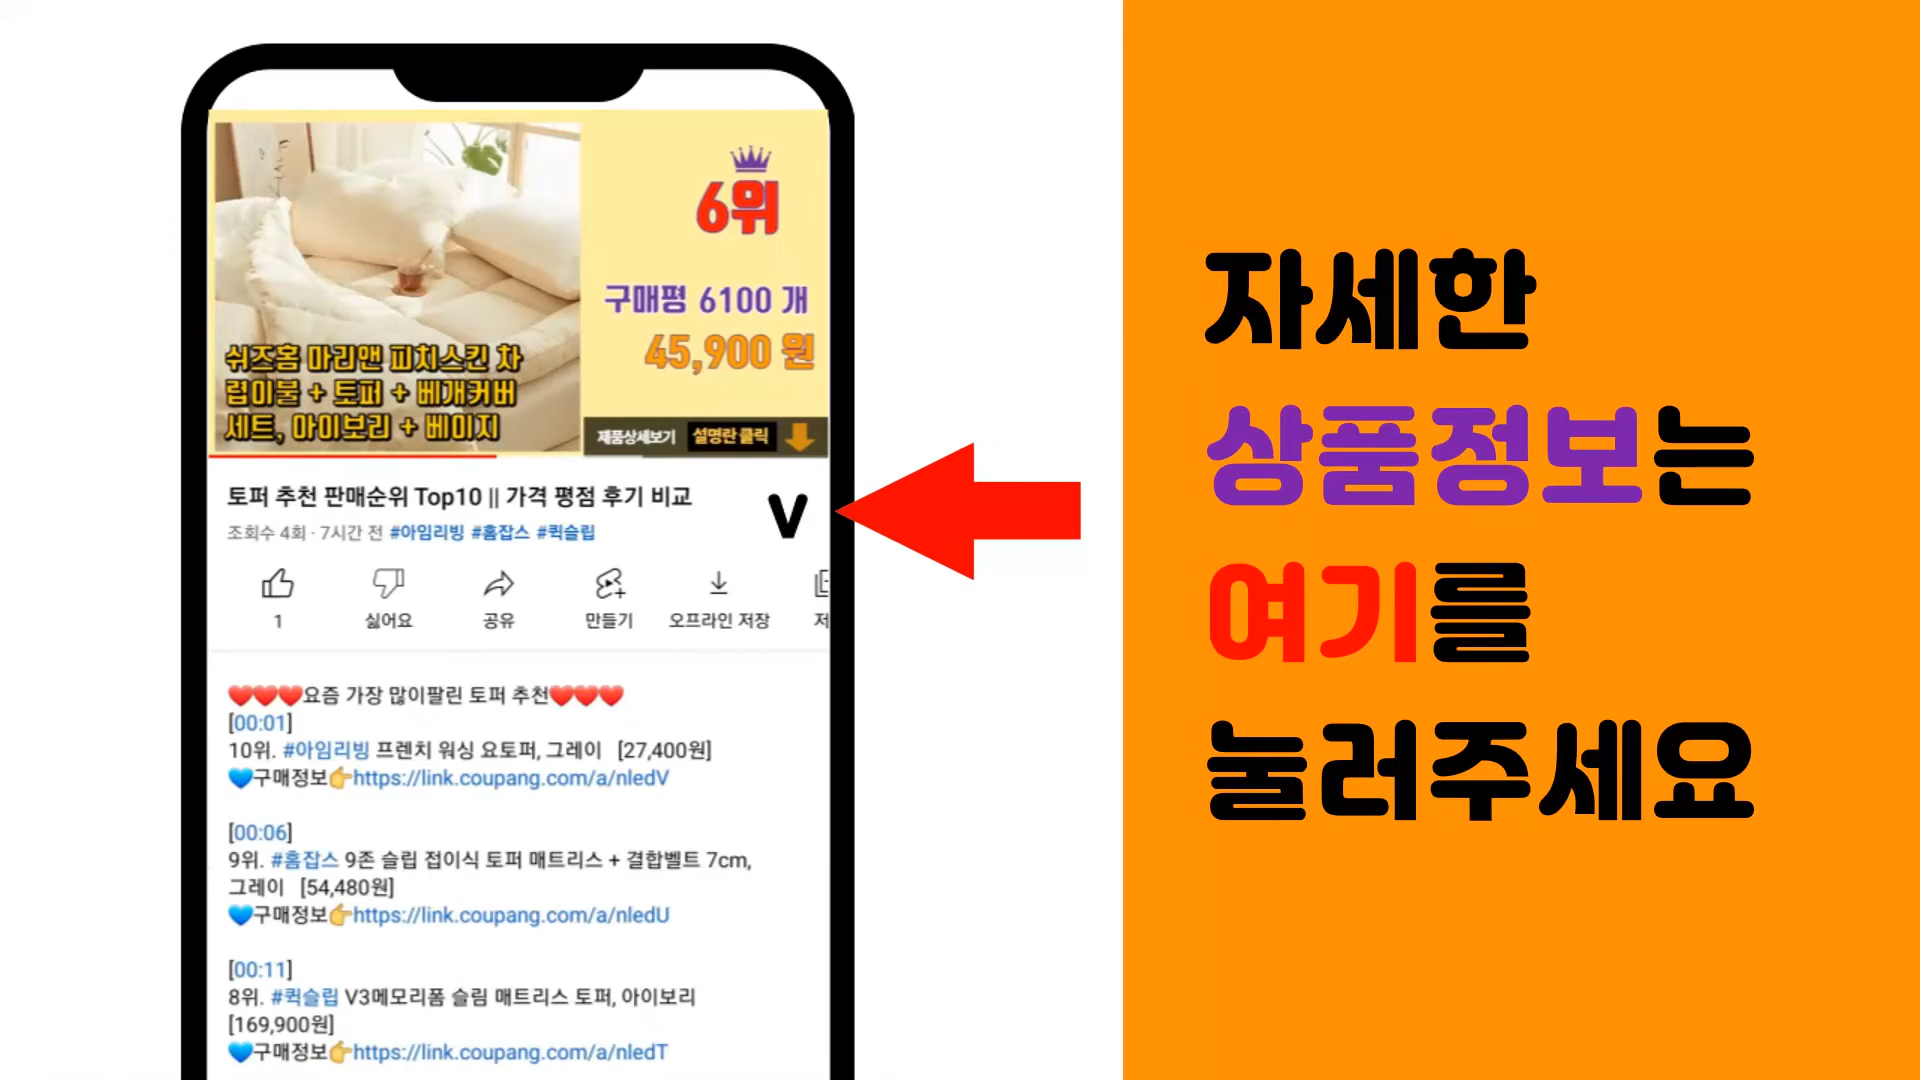 6위
구매평 6100 개
45,900 원
쉬즈홈 마리앤 피치스킨 차
렵이불 + 토퍼 + 베개커버
세트, 아이보리 + 베이지
제품상세보기 설명란 클릭
토퍼 추천 판매순위 Top10 || 가격 평점 후기 비교
V
조회수 4회 · 7시간 전 #아임리빙 #홈잡스 #퀵슬립
1 싫어요 공유 만들기 오프라인 저장 저
❤❤❤요즘 가장 많이팔린 토퍼 추천❤❤❤
[00:01]
10위. #아임리빙 프렌치 워싱 요토퍼, 그레이 [27,400원]
💙구매정보👉https://link.coupang.com/a/nledV
[00:06]
9위. #홈잡스 9존 슬립 접이식 토퍼 매트리스 + 결합벨트 7cm,
그레이 [54,480원]
💙구매정보👉https://link.coupang.com/a/nledU
[00:11]
8위. #퀵슬립 V3메모리폼 슬림 매트리스 토퍼, 아이보리
[169,900원]
💙구매정보👉https://link.coupang.com/a/nledT
자세한
상품정보는
여기를
눌러주세요